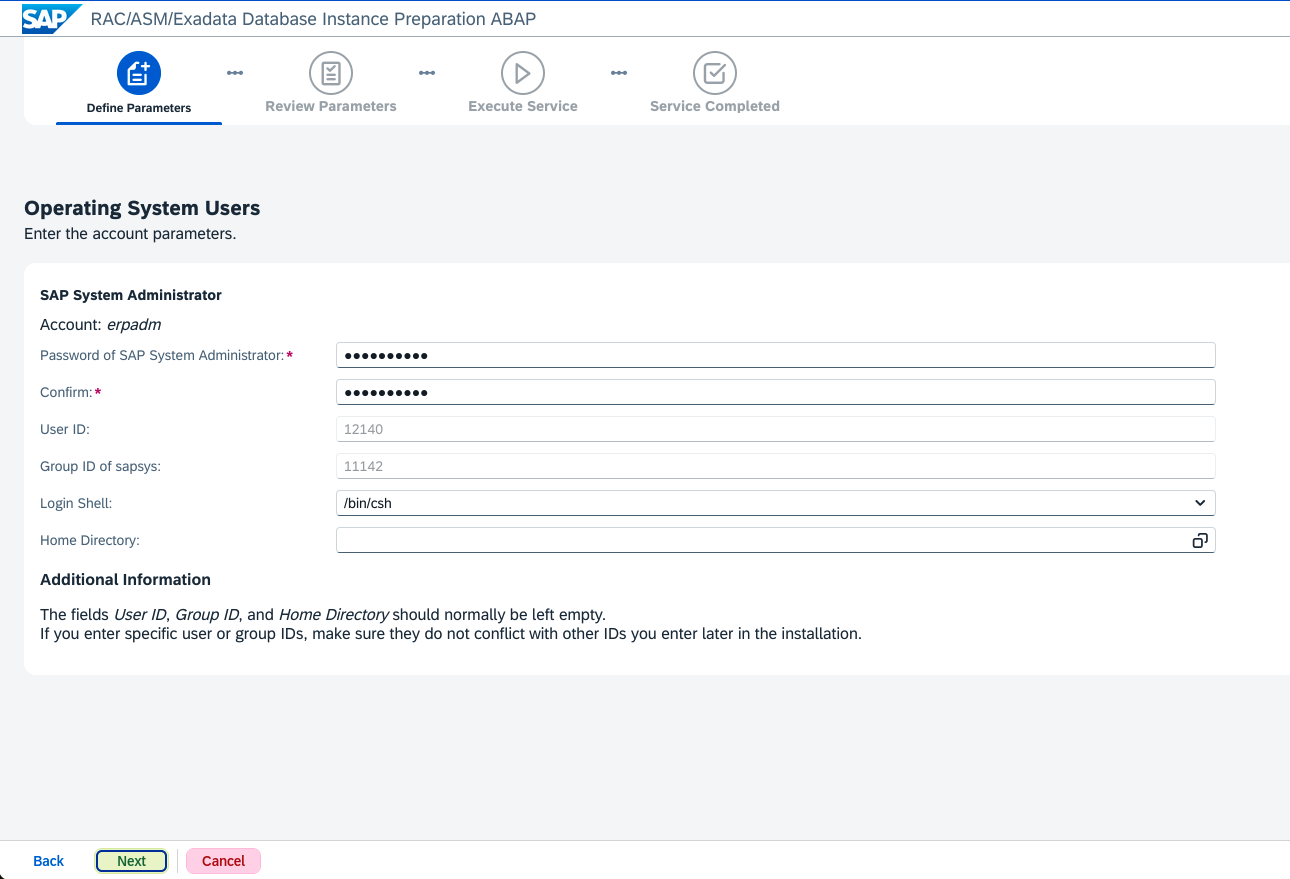 SAP RAC/ASM/Exadata Database Instance Preparation ABAP
Define Parameters
Review Parameters
Execute Service
Service Completed
Operating System Users
Enter the account parameters.
SAP System Administrator
Account: erpadm
Password of SAP System Administrator:* ••••••••••
Confirm:* ••••••••••
User ID: 12140
Group ID of sapsys: 11142
Login Shell: /bin/csh
Home Directory:
Additional Information
The fields User ID, Group ID, and Home Directory should normally be left empty.
If you enter specific user or group IDs, make sure they do not conflict with other IDs you enter later in the installation.
Back Next Cancel